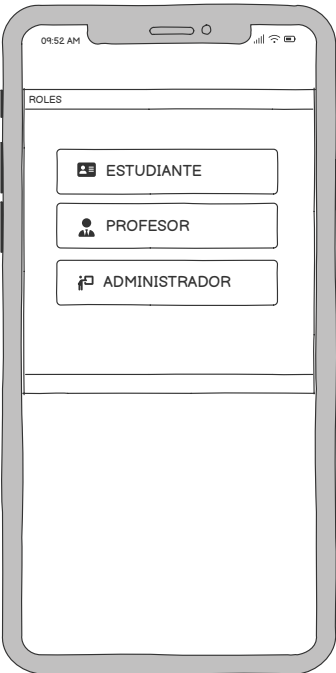 09:52 AM
ROLES
ESTUDIANTE
PROFESOR
ADMINISTRADOR